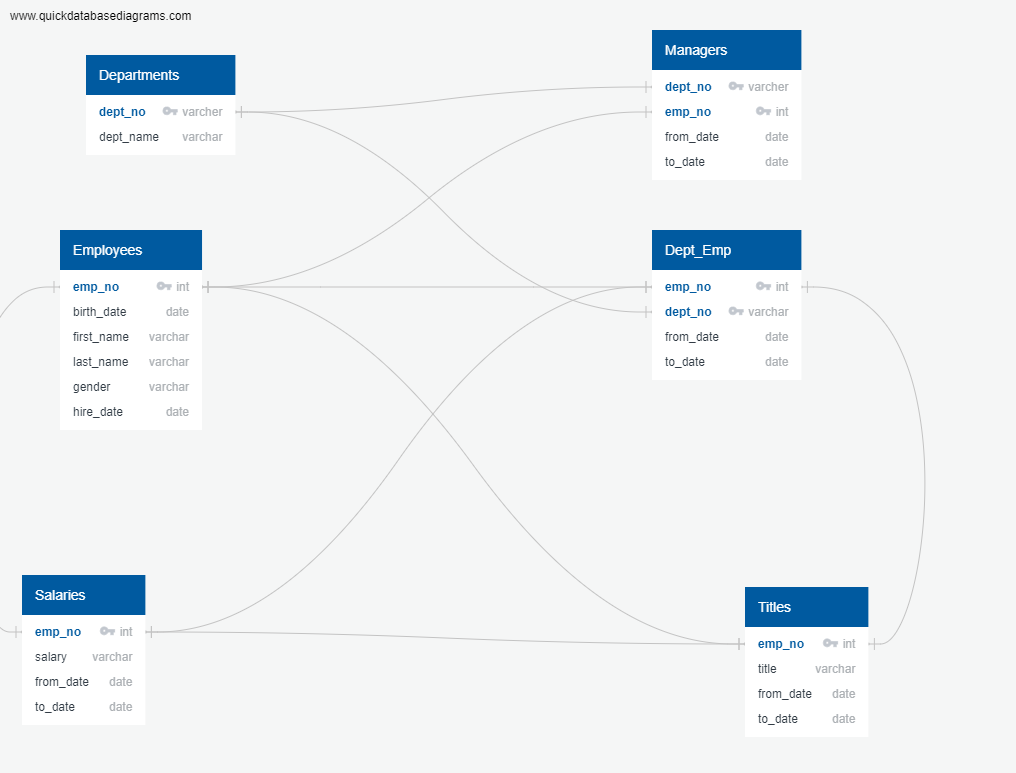 www.quickdatabasediagrams.com
Departments
dept_no varcher
dept_name varchar
Managers
dept_no varcher
emp_no int
from_date date
to_date date
Employees
emp_no int
birth_date date
first_name varchar
last_name varchar
gender varchar
hire_date date
Dept_Emp
emp_no int
dept_no varchar
from_date date
to_date date
Salaries
emp_no int
salary varchar
from_date date
to_date date
Titles
emp_no int
title varchar
from_date date
to_date date